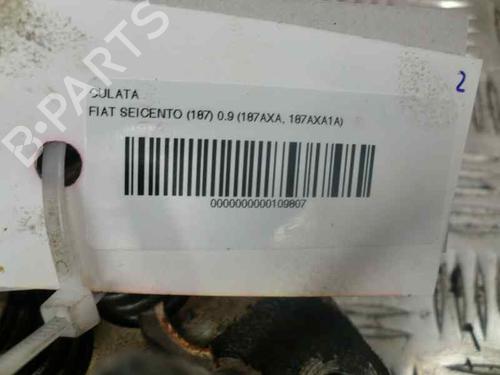 CULATA
FIAT SEICENTO (187) 0.9 (187AXA, 187AXA1A)
0000000000109807
2
B-PARTS